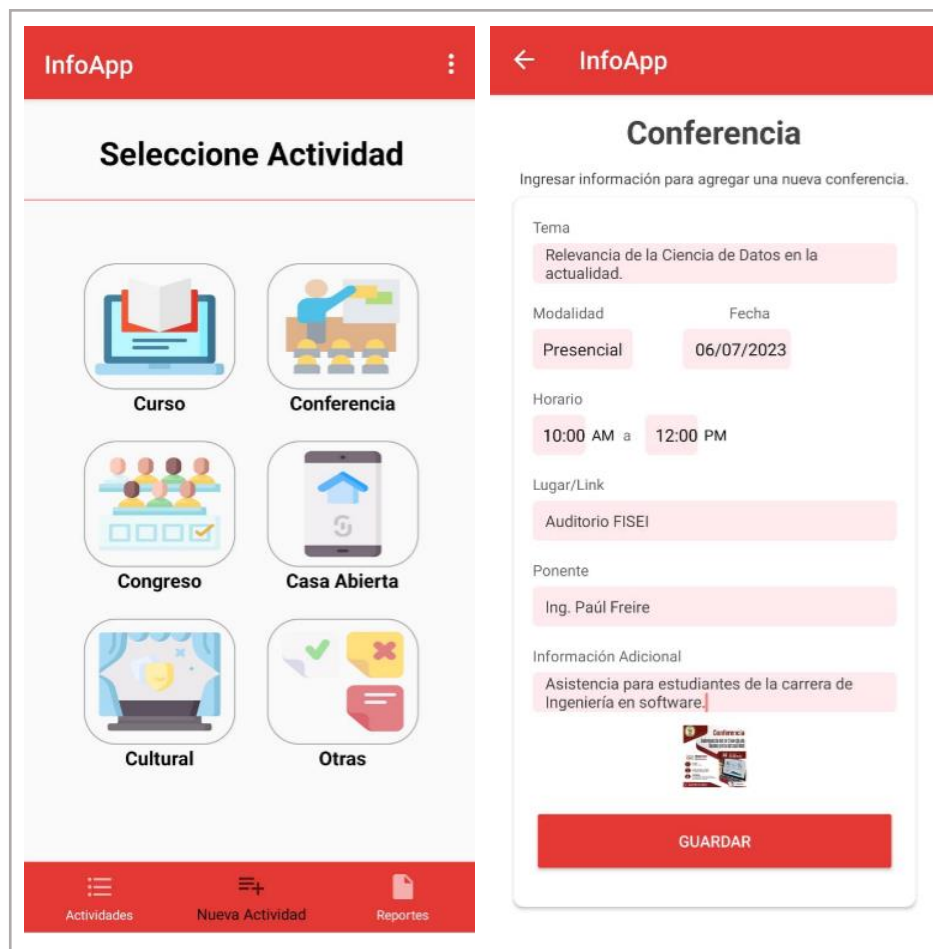 InfoApp
Seleccione Actividad
Curso
Conferencia
Congreso
Casa Abierta
Cultural
Otras
Actividades
Nueva Actividad
Reportes
InfoApp
Conferencia
Ingresar información para agregar una nueva conferencia.
Tema
Relevancia de la Ciencia de Datos en la
actualidad.
Modalidad
Fecha
Presencial
06/07/2023
Horario
10:00 AM a 12:00 PM
Lugar/Link
Auditorio FISEI
Ponente
Ing. Paúl Freire
Información Adicional
Asistencia para estudiantes de la carrera de
Ingeniería en software.
Conferencia
GUARDAR